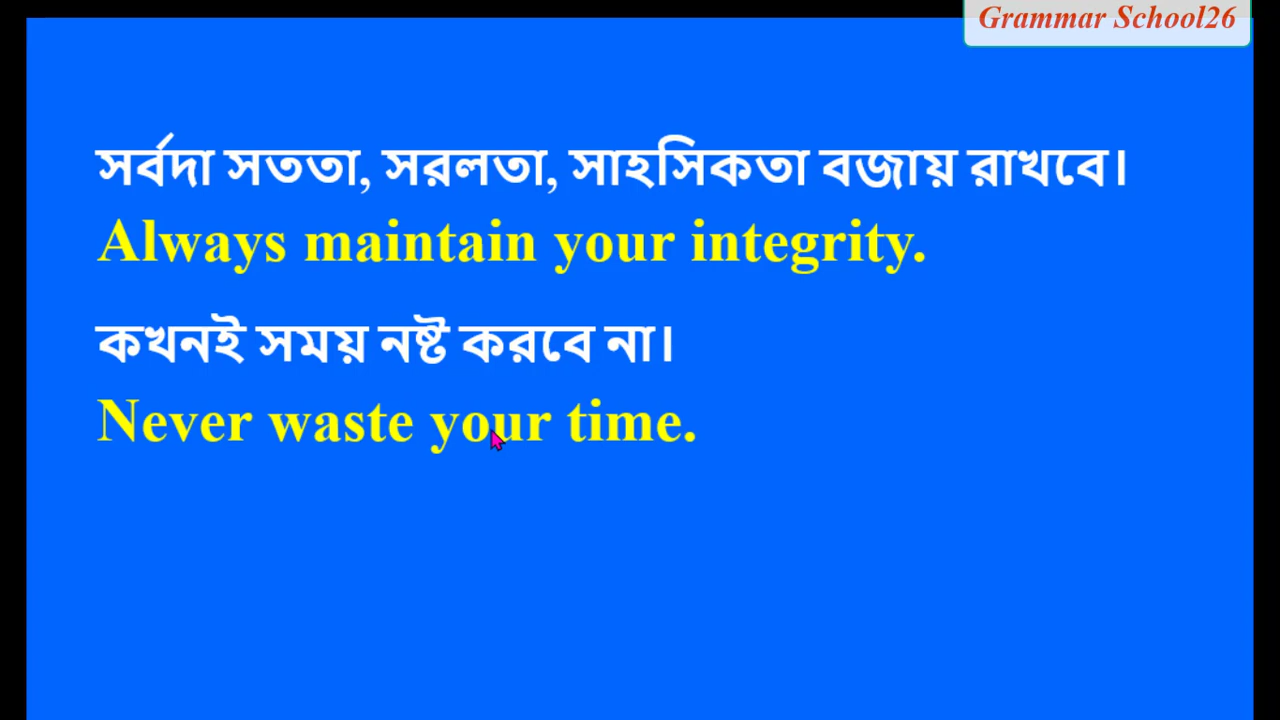 Grammar School26
সর্বদা সততা, সরলতা, সাহসিকতা বজায় রাখবে।
Always maintain your integrity.
কখনই সময় নষ্ট করবে না।
Never waste your time.